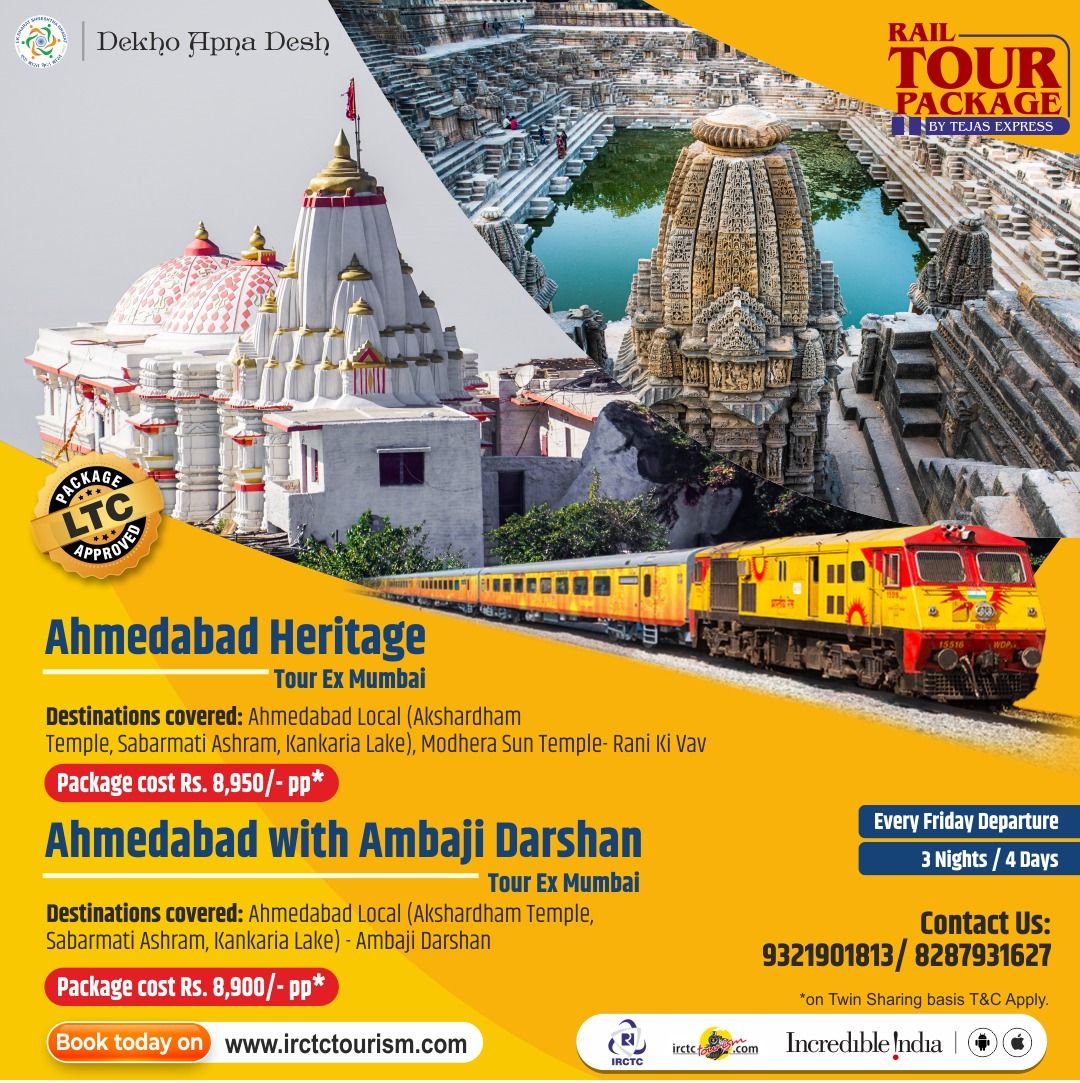 Dekho Apna Desh
RAIL
TOUR
PACKAGE
BY TEJAS EXPRESS
PACKAGE
LTC
APPROVED
15516 WDP
Ahmedabad Heritage
Tour Ex Mumbai
Destinations covered: Ahmedabad Local (Akshardham
Temple, Sabarmati Ashram, Kankaria Lake), Modhera Sun Temple- Rani Ki Vav
Package cost Rs. 8,950/- pp*
Ahmedabad with Ambaji Darshan
Tour Ex Mumbai
Destinations covered: Ahmedabad Local (Akshardham Temple,
Sabarmati Ashram, Kankaria Lake) - Ambaji Darshan
Package cost Rs. 8,900/- pp*
Every Friday Departure
3 Nights / 4 Days
Contact Us:
9321901813/ 8287931627
*on Twin Sharing basis T&C Apply.
Book today on www.irctctourism.com
IRCTC
irctctourism.com
Incredible !ndia